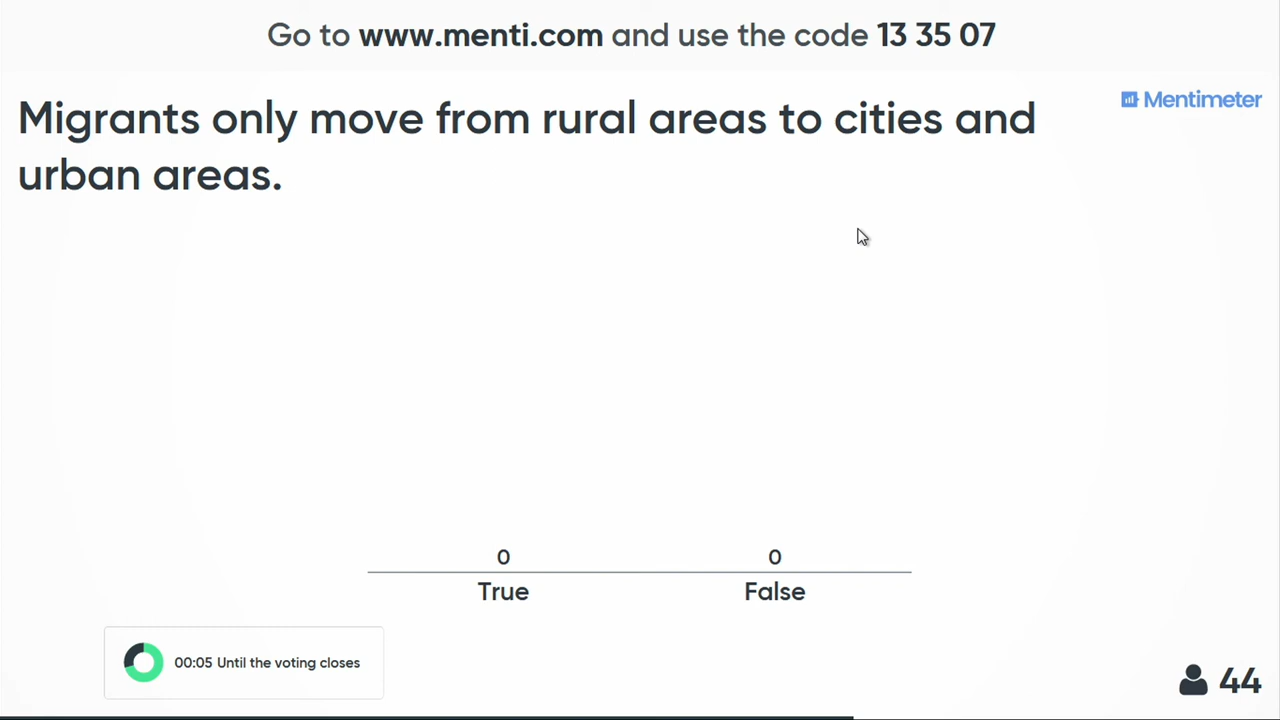 Go to www.menti.com and use the code 13 35 07
Mentimeter
Migrants only move from rural areas to cities and
urban areas.
0 0
True False
00:05 Until the voting closes
44